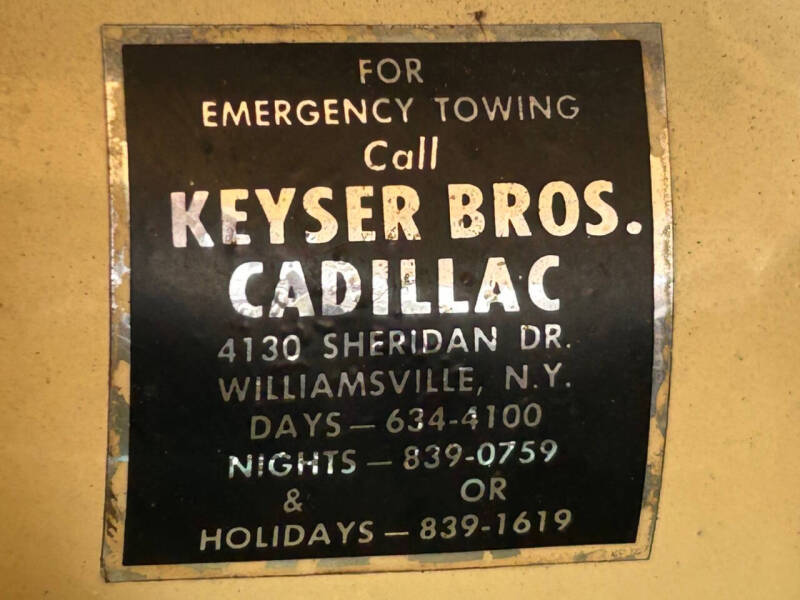 FOR
EMERGENCY TOWING
Call
KEYSER BROS.
CADILLAC
4130 SHERIDAN DR.
WILLIAMSVILLE, N.Y.
DAYS — 634-4100
NIGHTS — 839-0759
& OR
HOLIDAYS — 839-1619